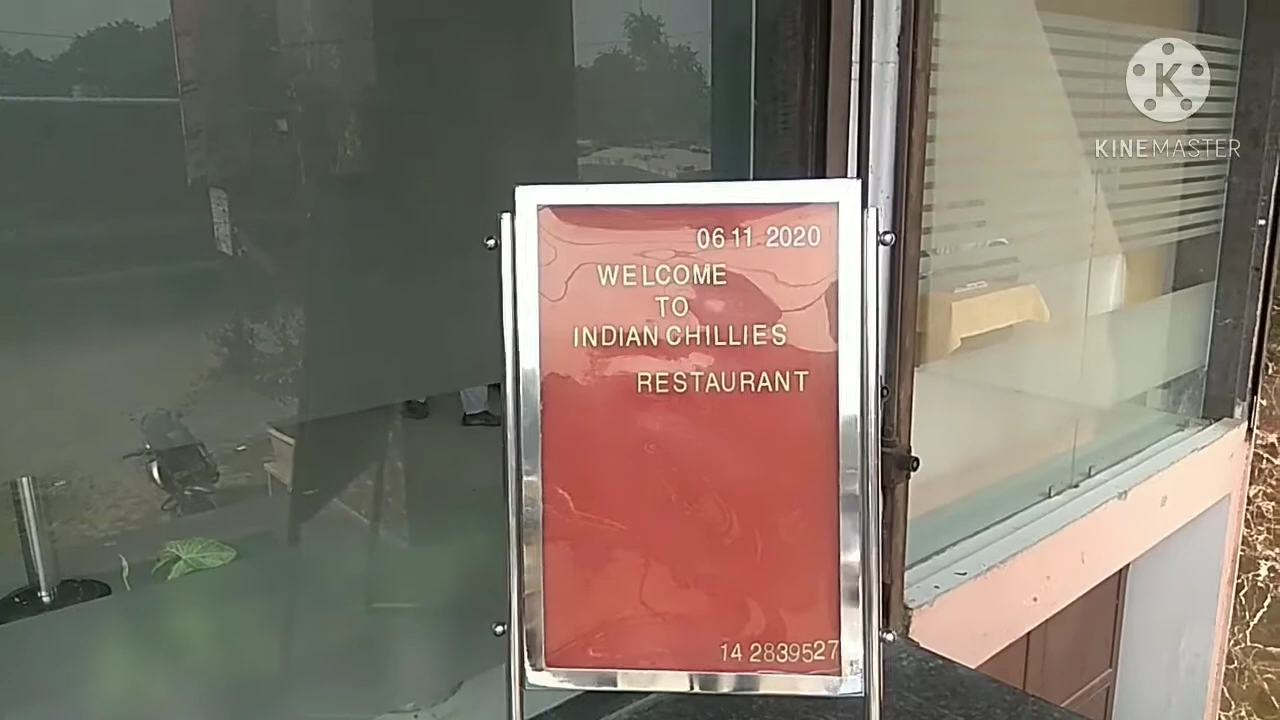 K
KINEMASTER
06 11 2020
WELCOME
TO
INDIAN CHILLIES
RESTAURANT
14 2839527